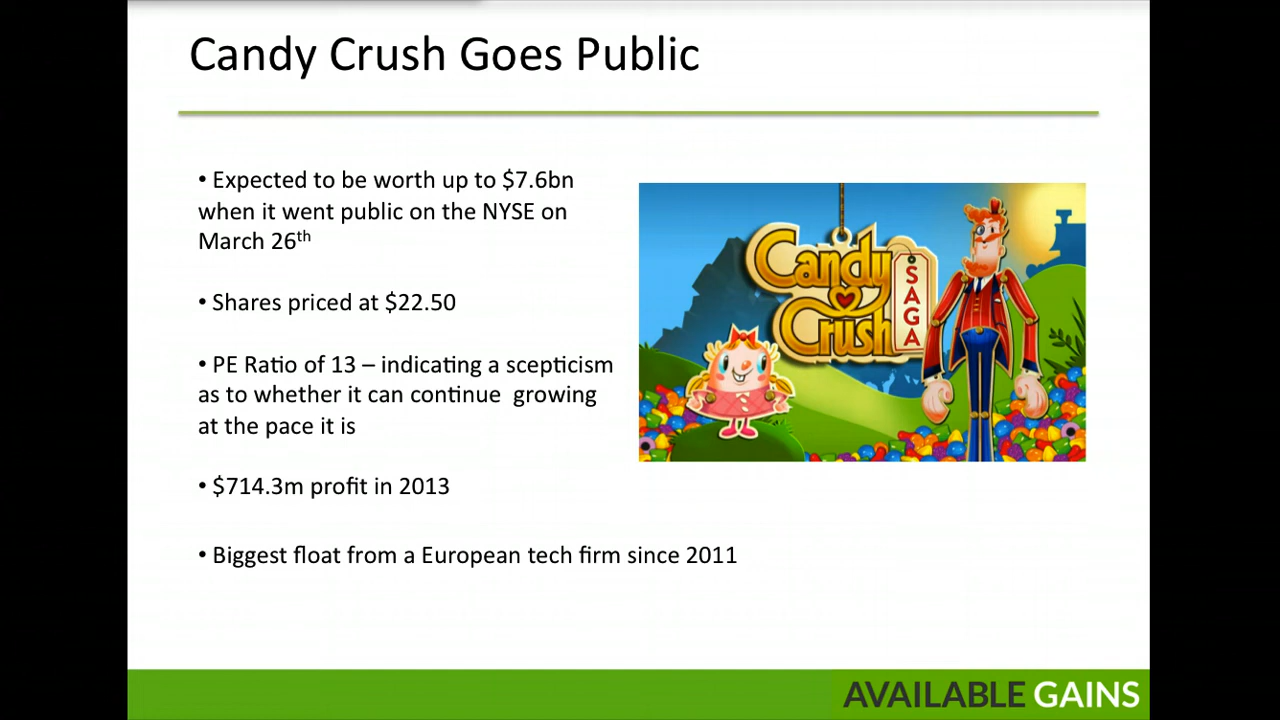 Candy Crush Goes Public
• Expected to be worth up to $7.6bn
when it went public on the NYSE on
March 26th
• Shares priced at $22.50
• PE Ratio of 13 – indicating a scepticism
as to whether it can continue  growing
at the pace it is
• $714.3m profit in 2013
• Biggest float from a European tech firm since 2011
Candy
Crush
SAGA
AVAILABLE GAINS